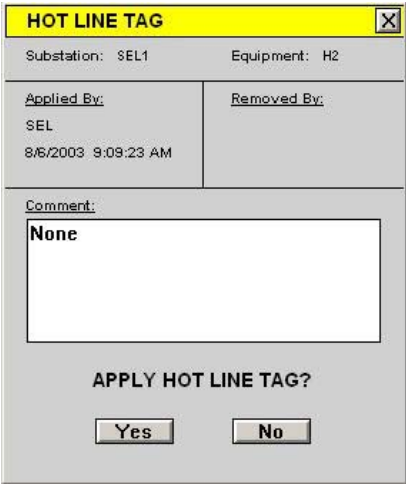 HOT LINE TAG
Substation: SEL1 Equipment: H2
Applied By: Removed By:
SEL
8/6/2003 9:09:23 AM
Comment:
None
APPLY HOT LINE TAG?
Yes No